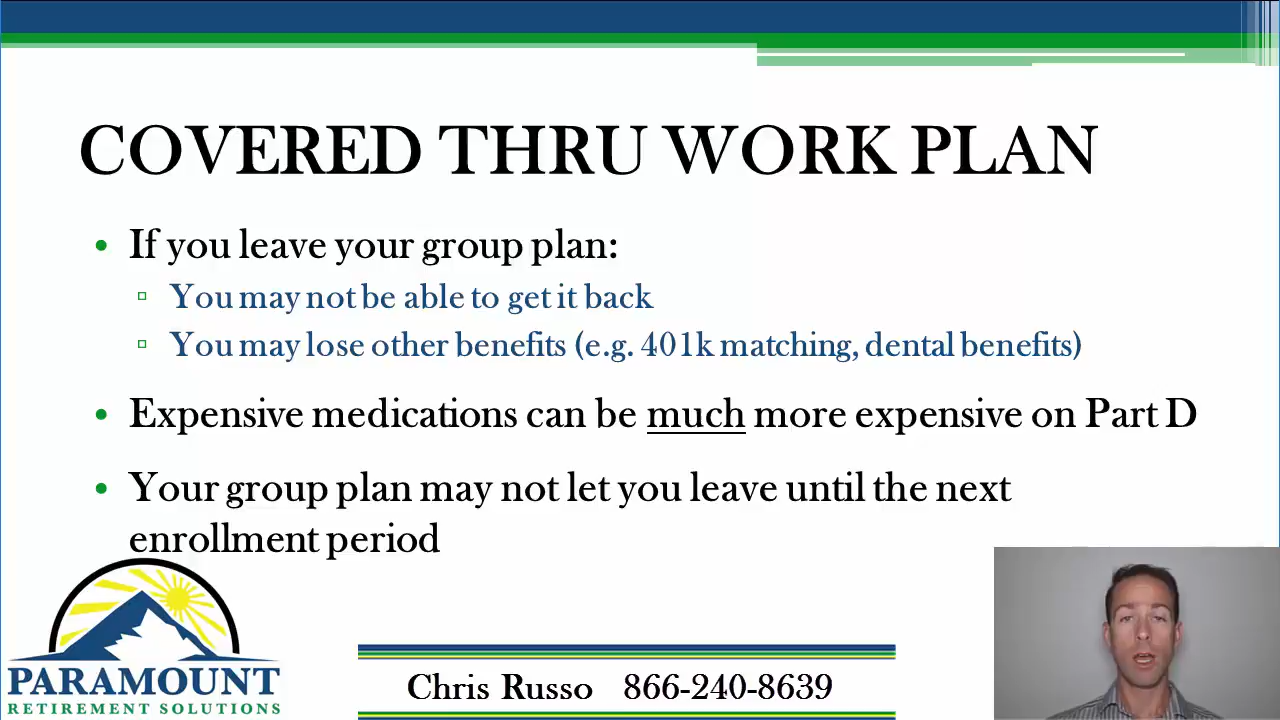 COVERED THRU WORK PLAN
• If you leave your group plan:
▫ You may not be able to get it back
▫ You may lose other benefits (e.g. 401k matching, dental benefits)
• Expensive medications can be much more expensive on Part D
• Your group plan may not let you leave until the next
enrollment period
PARAMOUNT
RETIREMENT SOLUTIONS
Chris Russo 866-240-8639